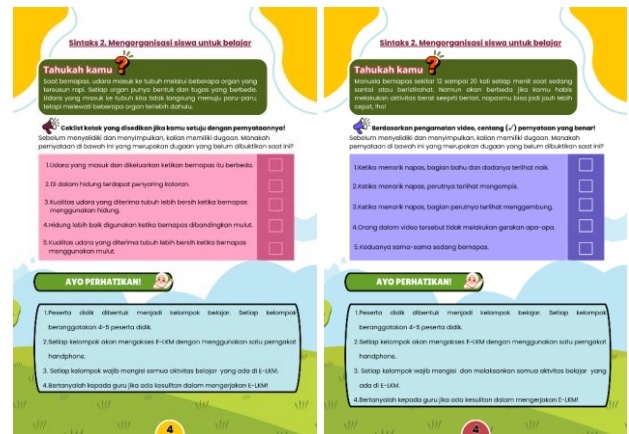 Sintaks 2. Mengorganisasi siswa untuk belajar
Tahukah kamu
Saat bernapas, udara masuk ke tubuh melalui beberapa organ yang
tersusun rapi. Setiap organ punya bentuk dan tugas yang berbeda.
Udara yang masuk ke tubuh kita tidak langsung menuju paru-paru,
tetapi melewati beberapa organ terlebih dahulu.
Ceklist kotak yang disedikan jika kamu setuju dengan pernyataannya!
Sebelum menyelidiki dan menyimpulkan, kalian memiliki dugaan. Manakah
pernyataan di bawah ini yang merupakan dugaan yang belum dibuktikan saat ini?
1.Udara yang masuk dan dikeluarkan ketikan bernapas itu berbeda.
2.Di dalam hidung terdapat penyaring kotoran.
3.Kualitas udara yang diterima tubuh lebih bersih ketika bernapas
menggunakan hidung.
4.Hidung lebih baik digunakan ketika bernapas dibandingkan mulut.
5.Kualitas udara yang diterima tubuh lebih bersih ketika bernapas
menggunakan mulut.
AYO PERHATIKAN!
1.Peserta didik dibentuk menjadi kelompok belajar. Setiap kelompok
beranggotakan 4-5 peserta didik.
2.Setiap kelompok akan mengakses E-LKM dengan menggunakan satu perngakat
handphone.
3. Setiap kelompok wajib mengisi semua aktvitas belajar yang ada di E-LKM.
4.Bertanyalah kepada guru jika ada kesulitan dalam mengerjakan E-LKM!
4
Sintaks 2. Mengorganisasi siswa untuk belajar
Tahukah kamu
Manusia bernapas sekitar 12 sampai 20 kali setiap menit saat sedang
santai atau beristirahat. Namun akan berbeda jika kamu habis
melakukan aktivitas berat seeprti berlari, napasmu bisa jadi jauh lebih
cepat, lho!
Berdasarkan pengamatan video, centang (√) pernyataan yang benar!
Sebelum menyelidiki dan menyimpulkan, kalian memiliki dugaan. Manakah
pernyataan di bawah ini yang merupakan dugaan yang belum dibuktikan saat ini?
1.Ketika menarik napas, bagian bahu dan dadanya terlihat naik.
2.Ketika menarik napas, perutnya terlihat mengempis.
3.Ketika menarik napas, bagian perutnya terlihat menggembung.
4.Orang dalam video tersebut tidak melakukan gerakan apa-apa.
5.Keduanya sama-sama sedang bernapas.
AYO PERHATIKAN!
1.Peserta didik dibentuk menjadi kelompok belajar. Setiap kelompok
beranggotakan 4-5 peserta didik.
2.Setiap kelompok akan mengakses E-LKM dengan menggunakan satu perngakat
handphone.
3. Setiap kelompok wajib mengisi dan melaksankan semua aktvitas belajar yang
ada di E-LKM.
4.Bertanyalah kepada guru jika ada kesulitan dalam mengerjakan E-LKM!
4